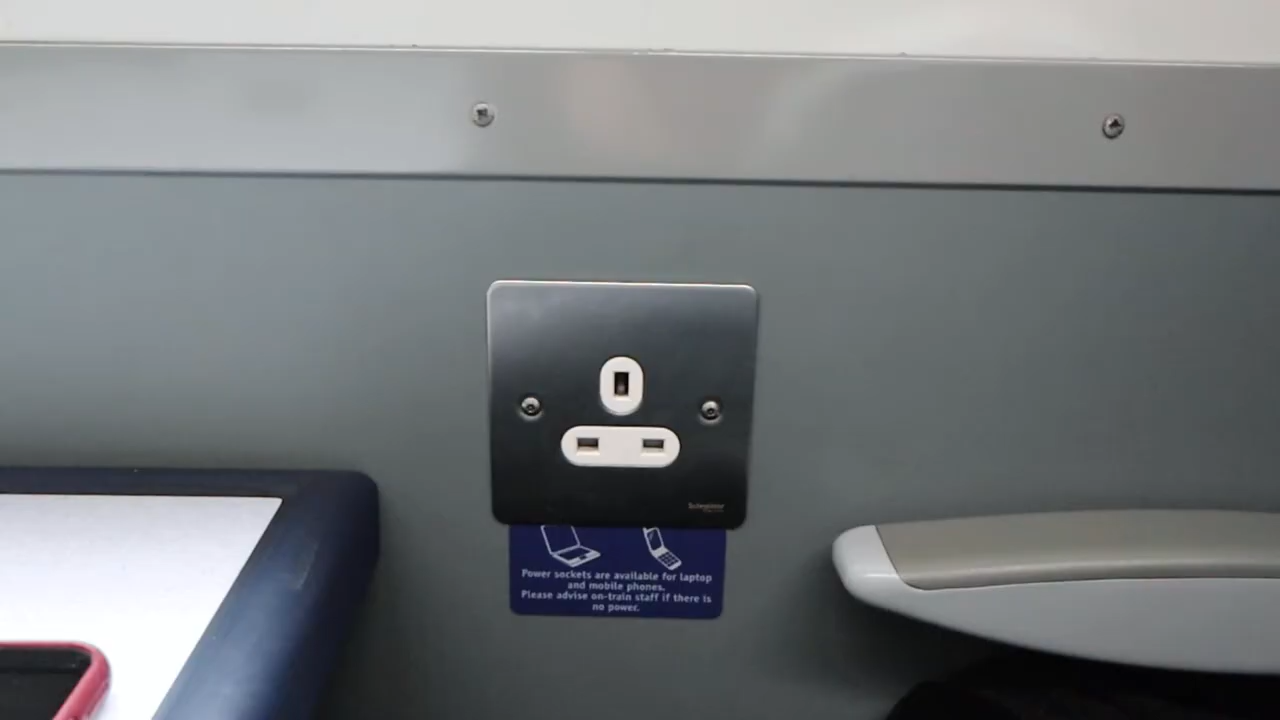 Schneider
Power sockets are available for laptop
and mobile phones.
Please advise on-train staff if there is
no power.